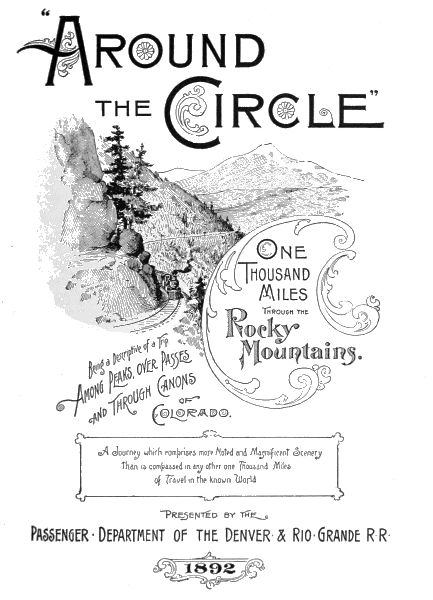 "AROUND
THE CIRCLE"
ONE
THOUSAND
MILES
THROUGH THE
Rocky
Mountains.
Being a Descriptive of a Trip
AMONG PEAKS, OVER PASSES
AND THROUGH CANONS
OF
COLORADO.
A Journey which comprises more Noted and Magnificent Scenery
than is compassed in any other one Thousand Miles
of Travel in the known World
PRESENTED BY THE
PASSENGER · DEPARTMENT OF THE DENVER & RIO · GRANDE R.R.
1892